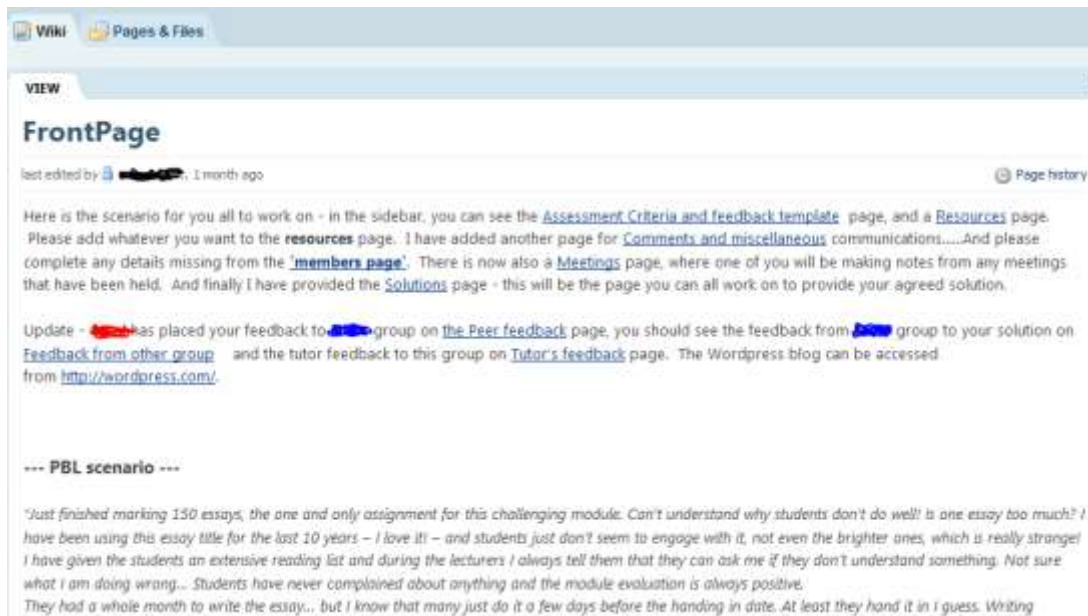 Wiki Pages & Files
VIEW
FrontPage
last edited by , 1 month ago Page history
Here is the scenario for you all to work on - in the sidebar, you can see the Assessment Criteria and feedback template page, and a Resources page.
Please add whatever you want to the resources page. I have added another page for Comments and miscellaneous communications.....And please
complete any details missing from the 'members page'. There is now also a Meetings page, where one of you will be making notes from any meetings
that have been held. And finally I have provided the Solutions page - this will be the page you can all work on to provide your agreed solution.
Update - has placed your feedback to group on the Peer feedback page, you should see the feedback from group to your solution on
Feedback from other group and the tutor feedback to this group on Tutor's feedback page. The Wordpress blog can be accessed
from http://wordpress.com/.
--- PBL scenario ---
"Just finished marking 150 essays, the one and only assignment for this challenging module. Can't understand why students don't do well! Is one essay too much? I
have been using this essay title for the last 10 years – I love it! – and students just don't seem to engage with it, not even the brighter ones, which is really strange!
I have given the students an extensive reading list and during the lecturers I always tell them that they can ask me if they don't understand something. Not sure
what I am doing wrong... Students have never complained about anything and the module evaluation is always positive.
They had a whole month to write the essay... but I know that many just do it a few days before the handing in date. At least they hand it in I guess. Writing